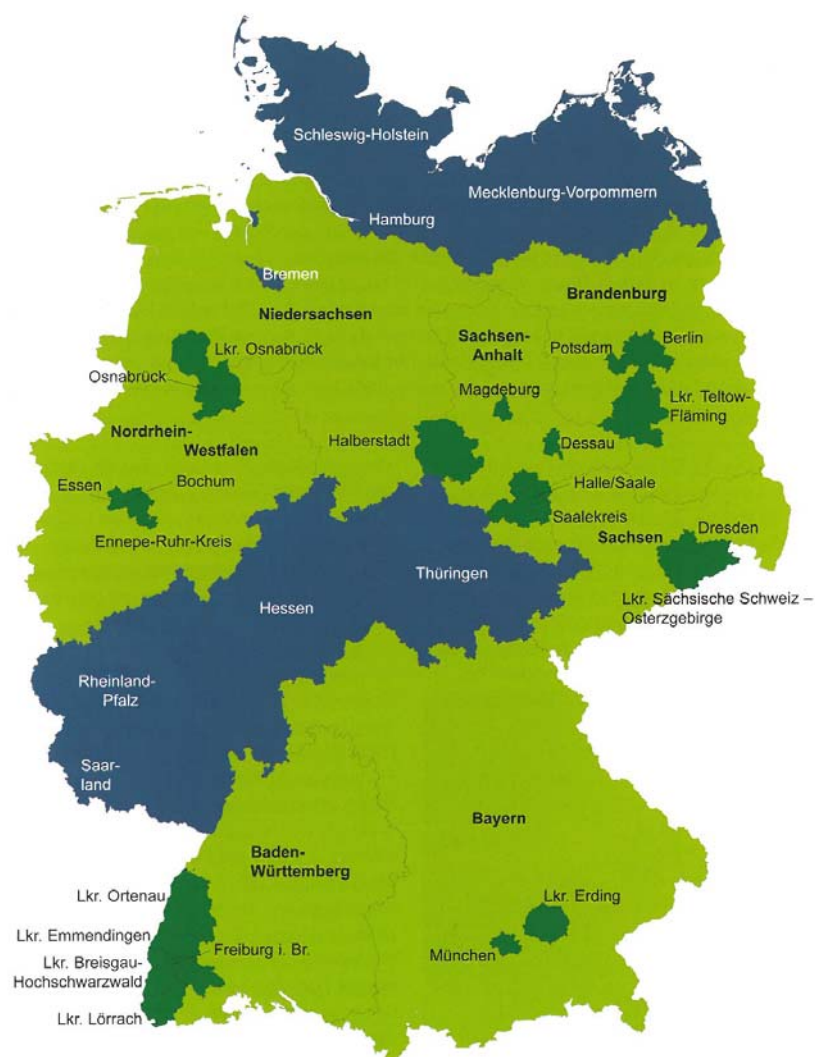 Schleswig-Holstein
Mecklenburg-Vorpommern
Hamburg
Bremen
Niedersachsen
Brandenburg
Sachsen-
Anhalt
Potsdam
Berlin
Lkr. Osnabrück
Osnabrück
Magdeburg
Lkr. Teltow-
Fläming
Nordrhein-
Westfalen
Halberstadt
Dessau
Essen
Bochum
Halle/Saale
Ennepe-Ruhr-Kreis
Saalekreis
Sachsen
Dresden
Thüringen
Hessen
Lkr. Sächsische Schweiz –
Osterzgebirge
Rheinland-
Pfalz
Saar-
land
Bayern
Baden-
Württemberg
Lkr. Ortenau
Lkr. Erding
Lkr. Emmendingen
Freiburg i. Br.
München
Lkr. Breisgau-
Hochschwarzwald
Lkr. Lörrach